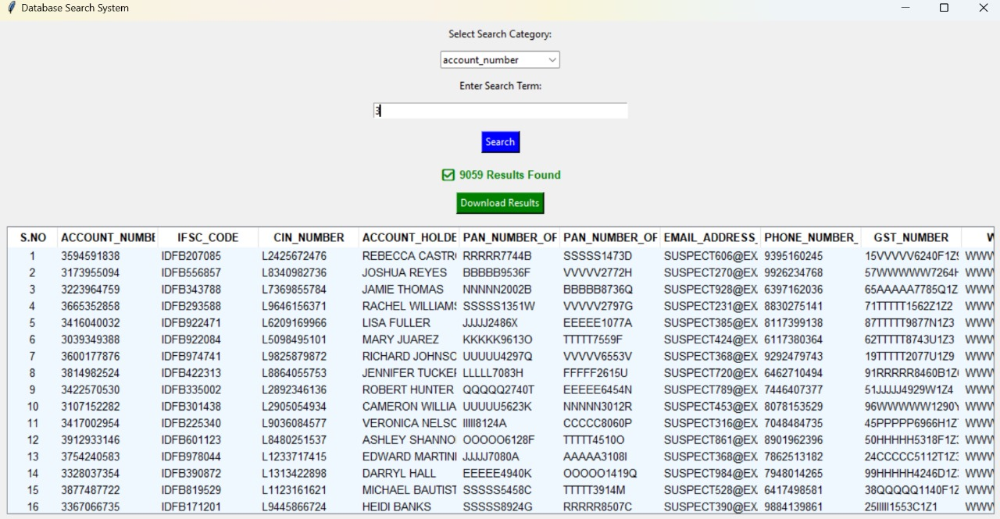 Database Search System
Select Search Category:
account_number
Enter Search Term:
3
Search
9059 Results Found
Download Results
S.NO ACCOUNT_NUMBE IFSC_CODE CIN_NUMBER ACCOUNT_HOLDE PAN_NUMBER_OF PAN_NUMBER_OF EMAIL_ADDRESS_ PHONE_NUMBER_ GST_NUMBER W
1 3594591838 IDFB207085 L2425672476 REBECCA CASTR RRRRR7744B SSSSS1473D SUSPECT606@EX 9395160245 15VVVVV6240F1Z9 WWW
2 3173955094 IDFB556857 L8340982736 JOSHUA REYES BBBBB9536F VVVVV2772H SUSPECT270@EX 9926234768 57WWWWW7264H WWW
3 3223964759 IDFB343788 L7369855784 JAMIE THOMAS NNNNN2002B BBBBB8736Q SUSPECT928@EX 6397162036 65AAAAA7785Q1Z WWW
4 3665352858 IDFB293588 L9646156371 RACHEL WILLIAMS SSSSS1351W VVVVV2797G SUSPECT231@EX 8830275141 71TTTTT1562Z1Z2 WWW
5 3416040032 IDFB922471 L6209169966 LISA FULLER JJJJJ2486X EEEEE1077A SUSPECT385@EX 8117399138 87TTTTT9877N1Z3 WWW
6 3039349388 IDFB922084 L5098495101 MARY JUAREZ KKKKK9613O TTTTT7559F SUSPECT424@EX 6117380364 62TTTTT8743U1Z3 WWW
7 3600177876 IDFB974741 L9825879872 RICHARD JOHNSO UUUUU4297Q VVVVV6553V SUSPECT368@EX 9292479743 19TTTTT2077U1Z9 WWW
8 3814982524 IDFB422313 L8864055753 JENNIFER TUCKER LLLLL7083H FFFFF2615U SUSPECT720@EX 6462710494 91RRRRR8460B1Z WWW
9 3422570530 IDFB335002 L2892346136 ROBERT HUNTER QQQQQ2740T EEEEE6454N SUSPECT789@EX 7446407377 51JJJJJ4929W1Z4 WWW
10 3107152282 IDFB301438 L2905054934 CAMERON WILLIA UUUUU5623K NNNNN3012R SUSPECT453@EX 8078153529 96WWWWW1290Y WWW
11 3417002954 IDFB225340 L9036084577 VERONICA NELSO IIIII8124A CCCCC8060P SUSPECT316@EX 7048484735 45PPPPP6966H1Z WWW
12 3912933146 IDFB601123 L8480251537 ASHLEY SHANNO OOOOO6128F TTTTT4510O SUSPECT861@EX 8901962396 50HHHHH5318F1Z WWW
13 3754240583 IDFB978044 L1233717415 EDWARD MARTINI JJJJJ7080A AAAAA3108I SUSPECT368@EX 7862513182 24CCCCC5112T1Z WWW
14 3328037354 IDFB390872 L1313422898 DARRYL HALL EEEEE4940K OOOOO1419Q SUSPECT984@EX 7948014265 99HHHHH4246D1Z WWW
15 3877487722 IDFB819529 L1123161621 MICHAEL BAUTIST SSSSS5458C TTTTT3914M SUSPECT528@EX 6417498581 38QQQQQ1140F1Z WWW
16 3367066735 IDFB171201 L9445866724 HEIDI BANKS SSSSS8924G RRRRR8507C SUSPECT390@EX 9884139861 25IIIII1553C1Z1 WWW